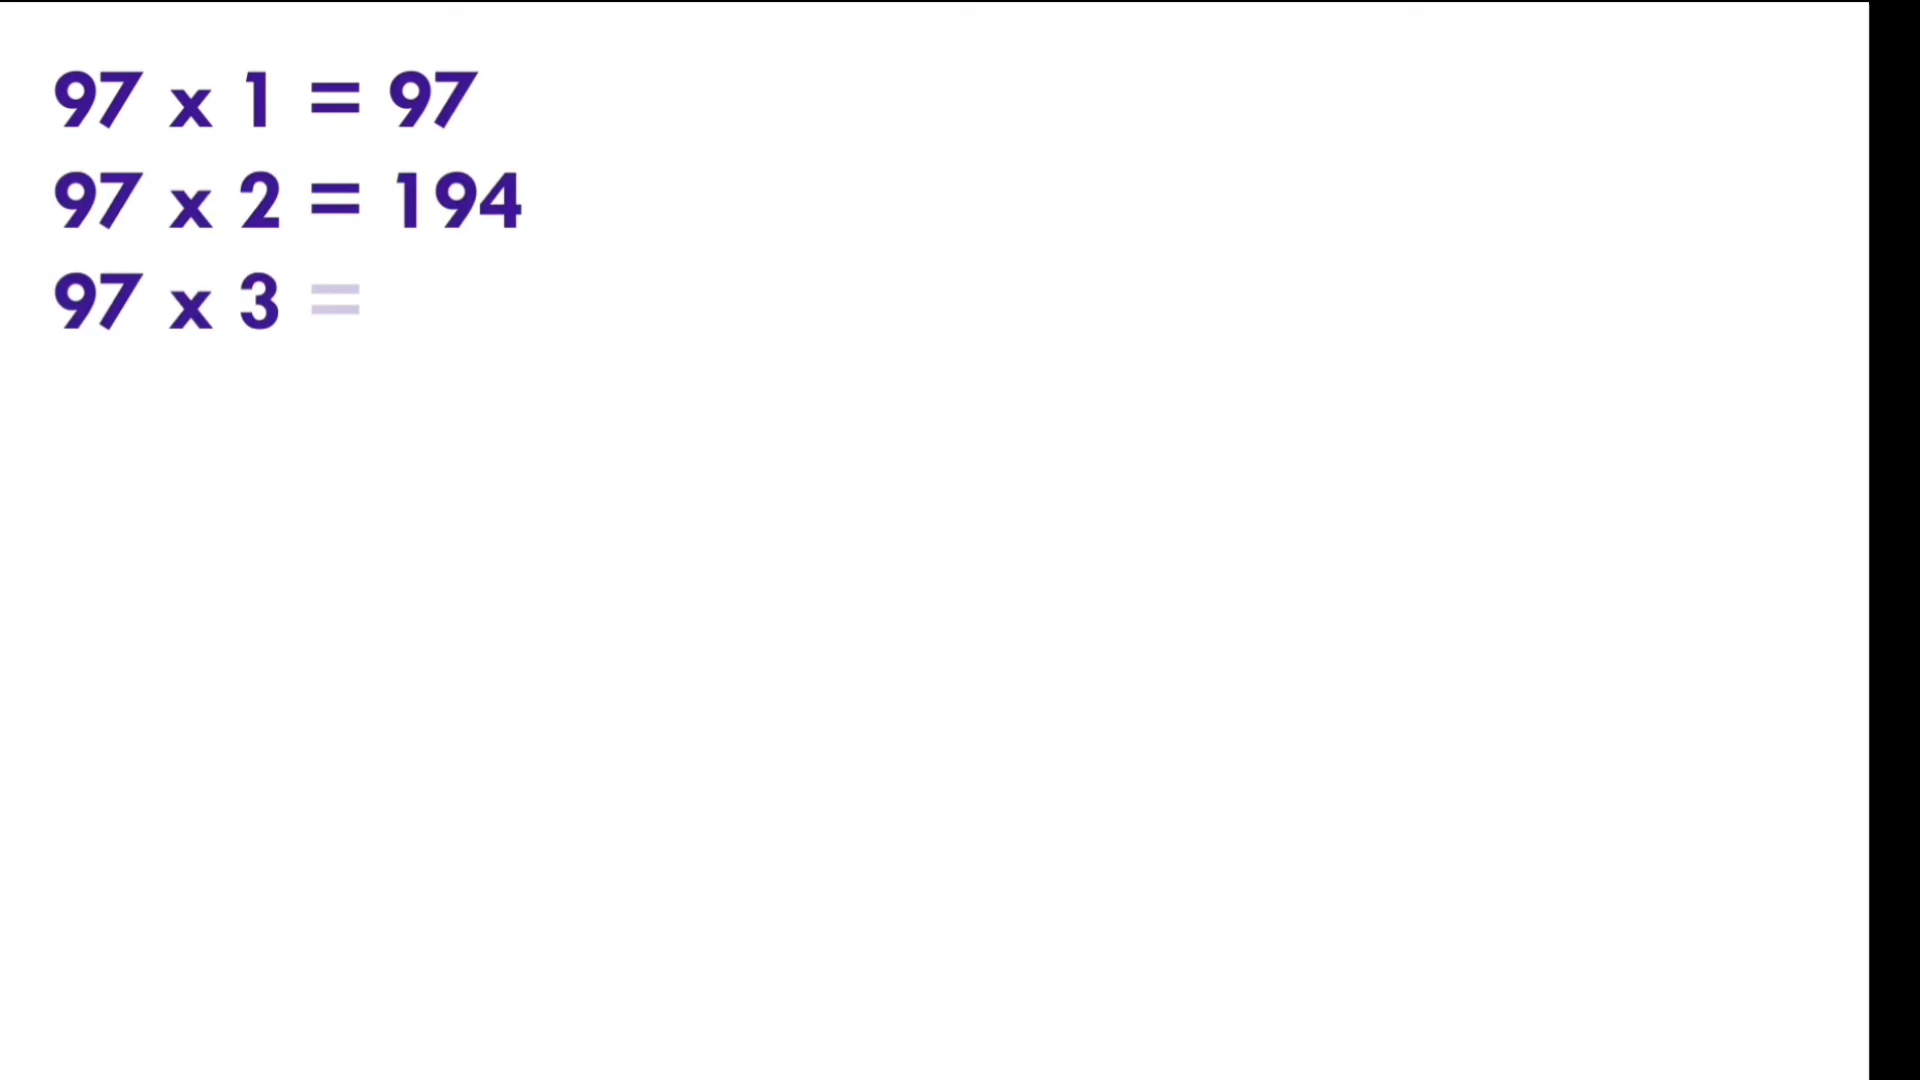 97 x 1 = 97
97 x 2 = 194
97 x 3 =